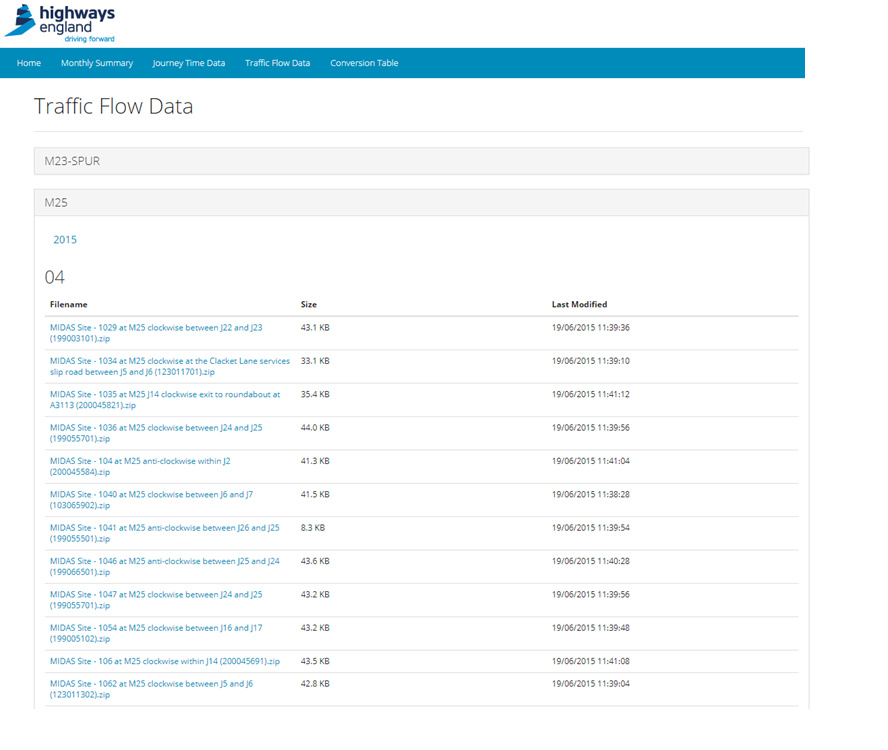 highways
england
driving forward
Home Monthly Summary Journey Time Data Traffic Flow Data Conversion Table
Traffic Flow Data
M23-SPUR
M25
2015
04
Filename Size Last Modified
MIDAS Site - 1029 at M25 clockwise between J22 and J23 43.1 KB 19/06/2015 11:39:36
(199003101).zip
MIDAS Site - 1034 at M25 clockwise at the Clacket Lane services 33.1 KB 19/06/2015 11:39:10
slip road between J5 and J6 (123011701).zip
MIDAS Site - 1035 at M25 J14 clockwise exit to roundabout at 35.4 KB 19/06/2015 11:41:12
A3113 (200045821).zip
MIDAS Site - 1036 at M25 clockwise between J24 and J25 44.0 KB 19/06/2015 11:39:56
(199055701).zip
MIDAS Site - 104 at M25 anti-clockwise within J2 41.3 KB 19/06/2015 11:41:04
(200045584).zip
MIDAS Site - 1040 at M25 clockwise between J6 and J7 41.5 KB 19/06/2015 11:38:28
(103065902).zip
MIDAS Site - 1041 at M25 anti-clockwise between J26 and J25 8.3 KB 19/06/2015 11:39:54
(199055501).zip
MIDAS Site - 1046 at M25 anti-clockwise between J25 and J24 43.6 KB 19/06/2015 11:40:28
(199066501).zip
MIDAS Site - 1047 at M25 clockwise between J24 and J25 43.2 KB 19/06/2015 11:39:56
(199055701).zip
MIDAS Site - 1054 at M25 clockwise between J16 and J17 43.2 KB 19/06/2015 11:39:48
(199005102).zip
MIDAS Site - 106 at M25 clockwise within J14 (200045691).zip 43.5 KB 19/06/2015 11:41:08
MIDAS Site - 1062 at M25 clockwise between J5 and J6 42.8 KB 19/06/2015 11:39:04
(123011302).zip